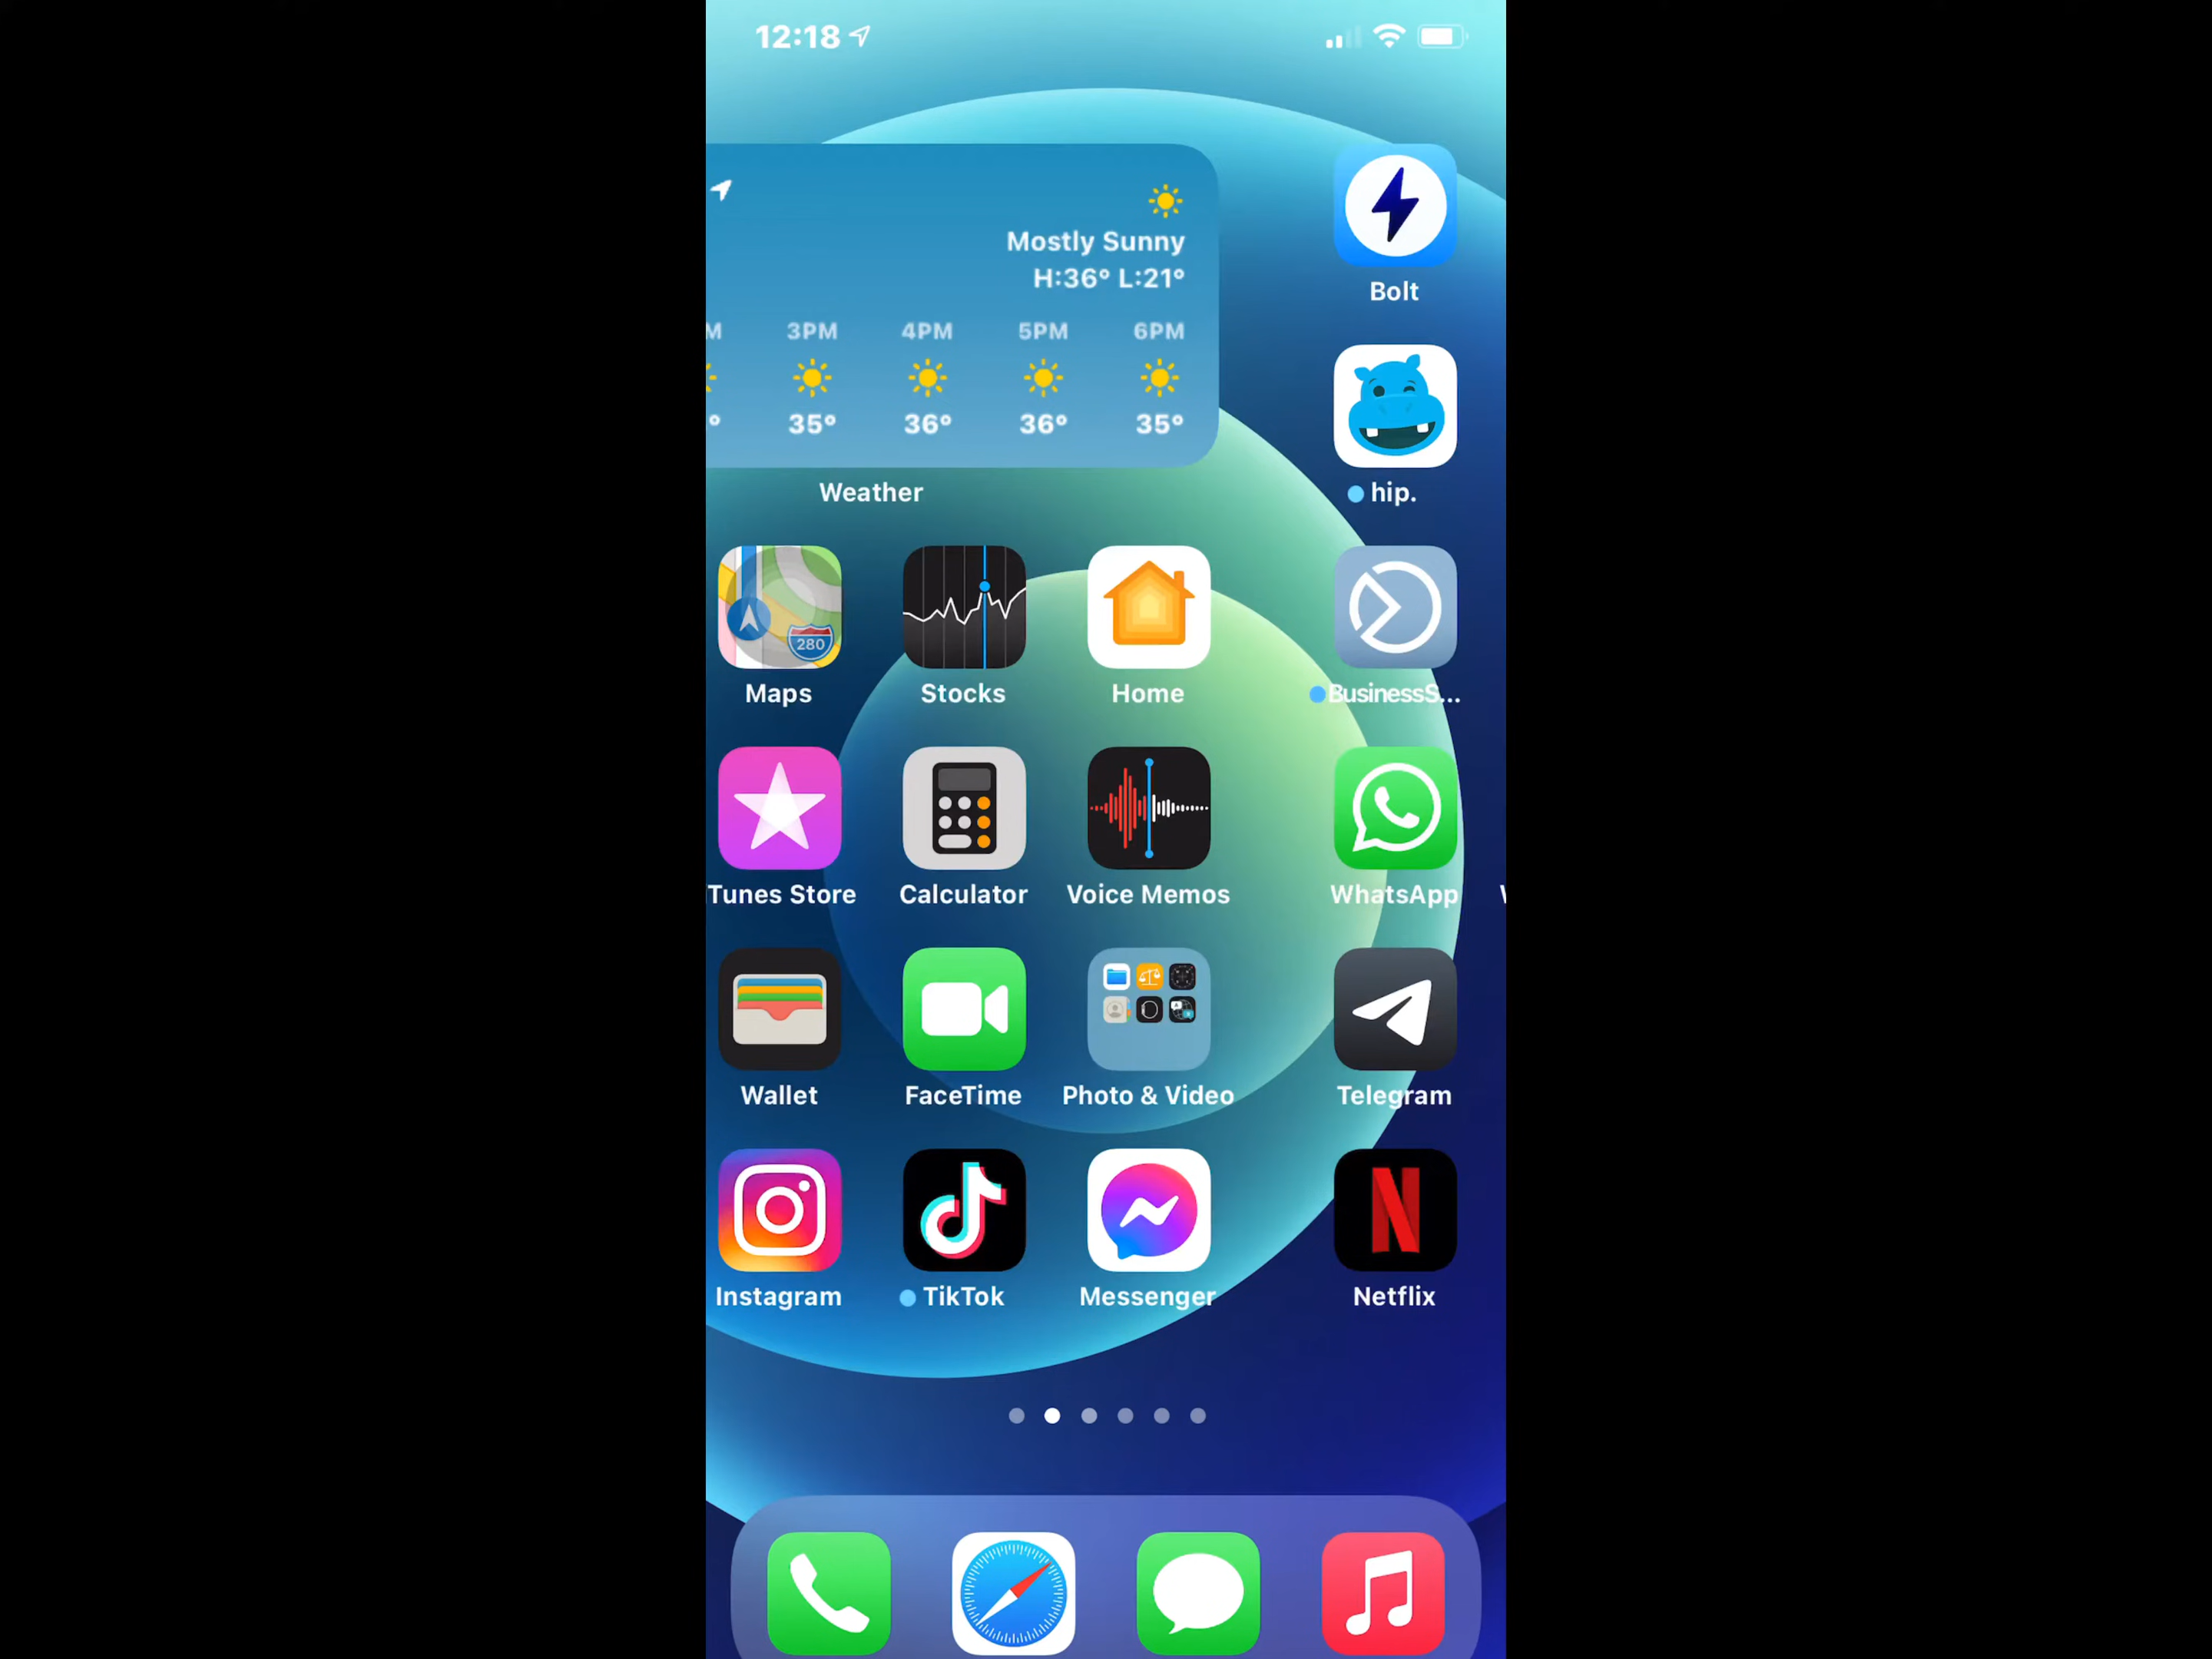 12:18
Mostly Sunny
H:36° L:21°
M 3PM 4PM 5PM 6PM
° 35° 36° 36° 35°
Weather
Bolt
hip.
280
Maps Stocks Home BusinessS...
Tunes Store Calculator Voice Memos WhatsApp
Wallet FaceTime Photo & Video Telegram
N
Instagram TikTok Messenger Netflix